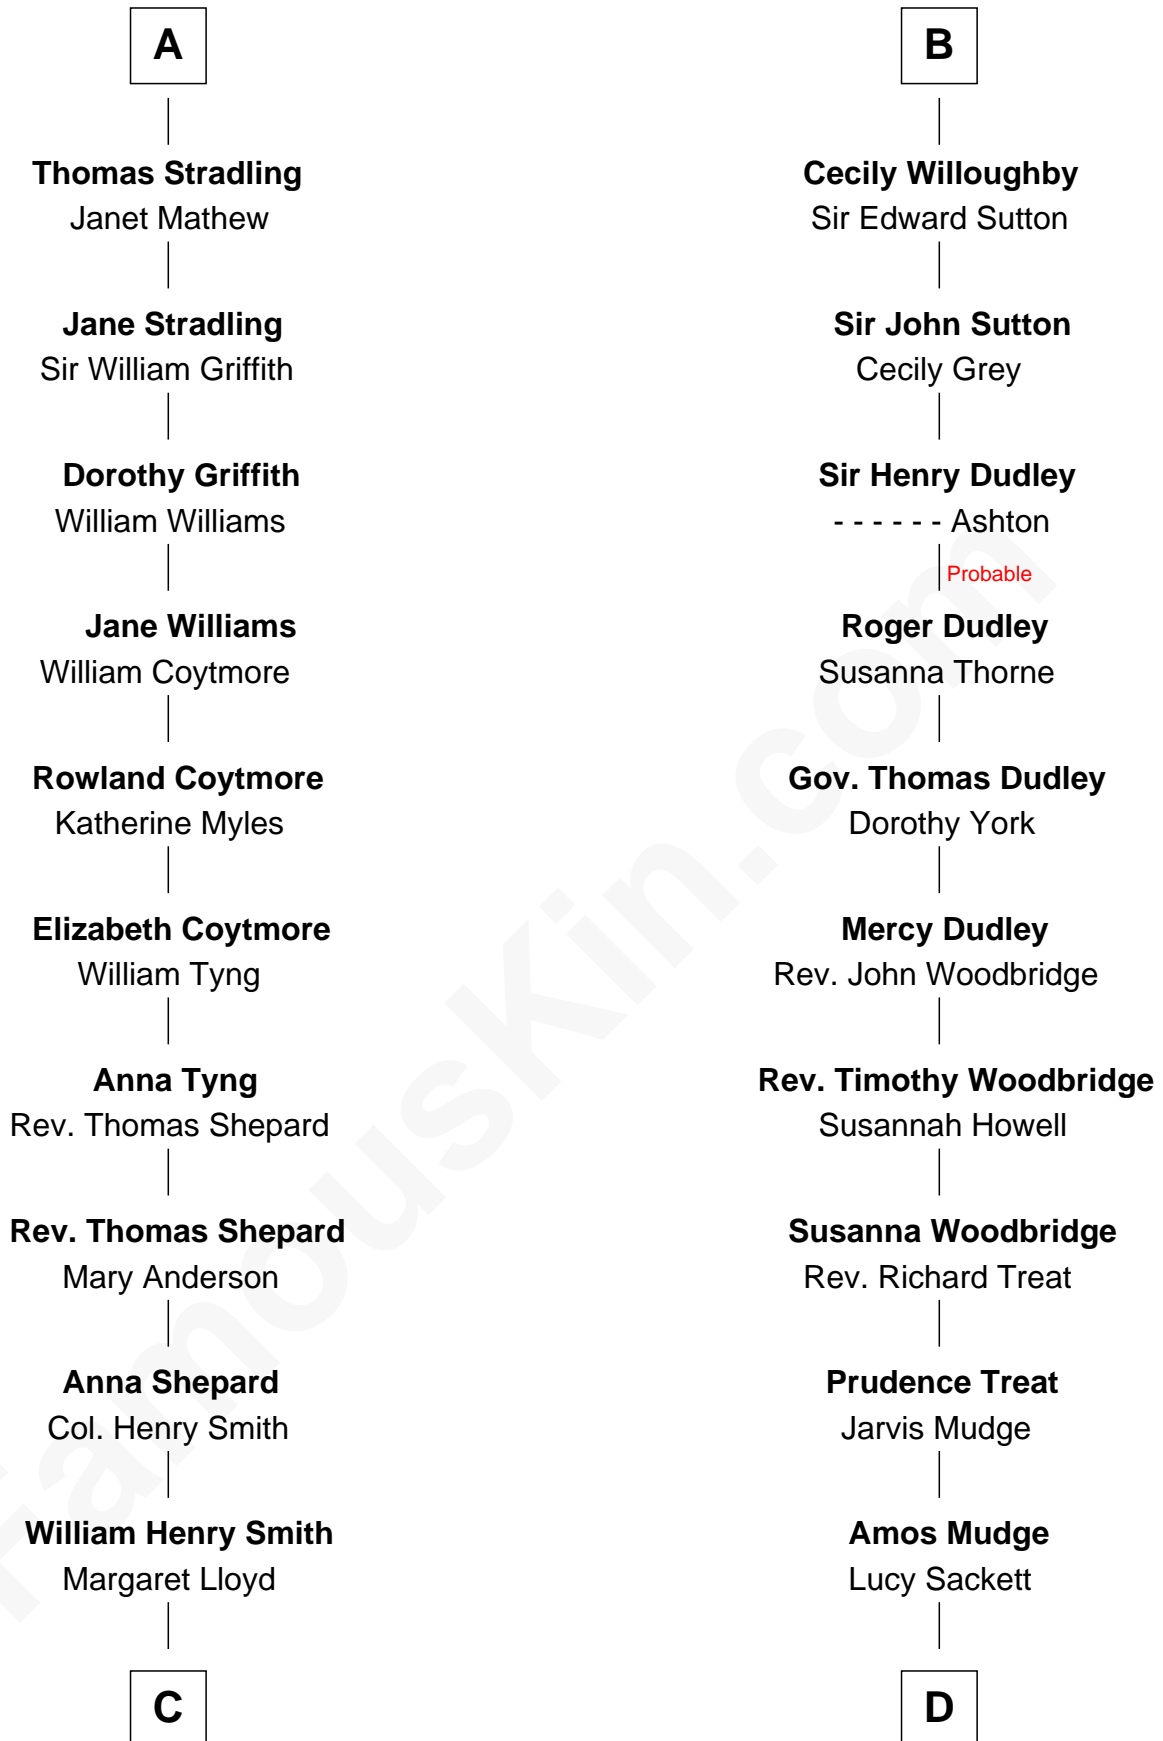 A
Thomas Stradling
Janet Mathew
Jane Stradling
Sir William Griffith
Dorothy Griffith
William Williams
Jane Williams
William Coytmore
Rowland Coytmore
Katherine Myles
Elizabeth Coytmore
William Tyng
Anna Tyng
Rev. Thomas Shepard
Rev. Thomas Shepard
Mary Anderson
Anna Shepard
Col. Henry Smith
William Henry Smith
Margaret Lloyd
C
B
Cecily Willoughby
Sir Edward Sutton
Sir John Sutton
Cecily Grey
Sir Henry Dudley
- - - - - - Ashton
Probable
Roger Dudley
Susanna Thorne
Gov. Thomas Dudley
Dorothy York
Mercy Dudley
Rev. John Woodbridge
Rev. Timothy Woodbridge
Susannah Howell
Susanna Woodbridge
Rev. Richard Treat
Prudence Treat
Jarvis Mudge
Amos Mudge
Lucy Sackett
D
FamousKin.com